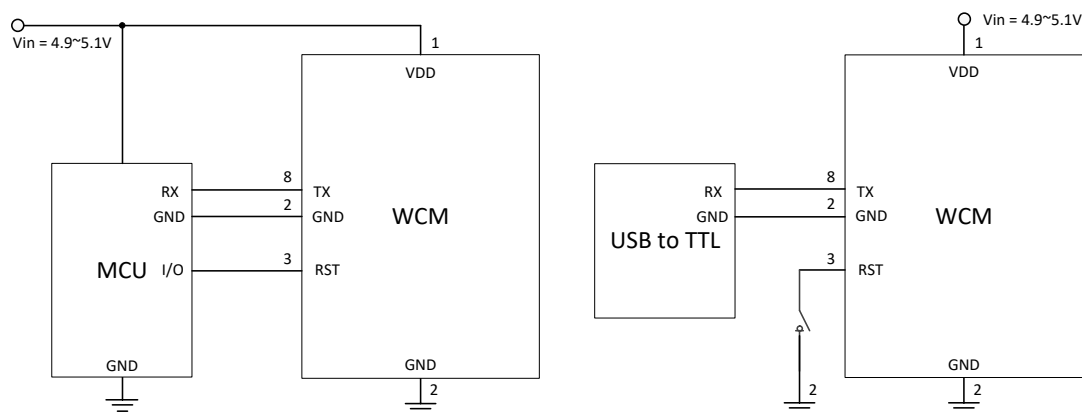 Vin = 4.9~5.1V
1
VDD
RX
8
TX
GND
2
GND
WCM
MCU
I/O
3
RST
GND
2
Vin = 4.9~5.1V
1
VDD
RX
8
TX
GND
2
GND
WCM
USB to TTL
3
RST
2
GND
2